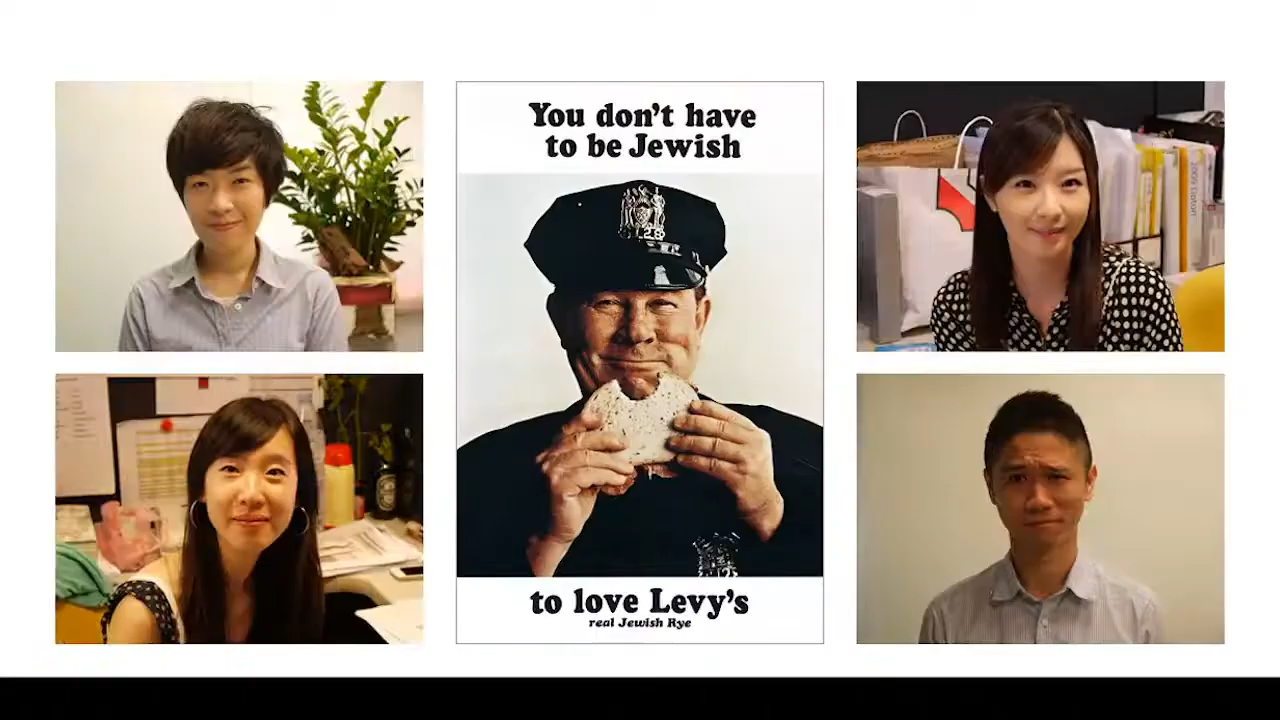 You don't have
to be Jewish
to love Levy's
real Jewish Rye